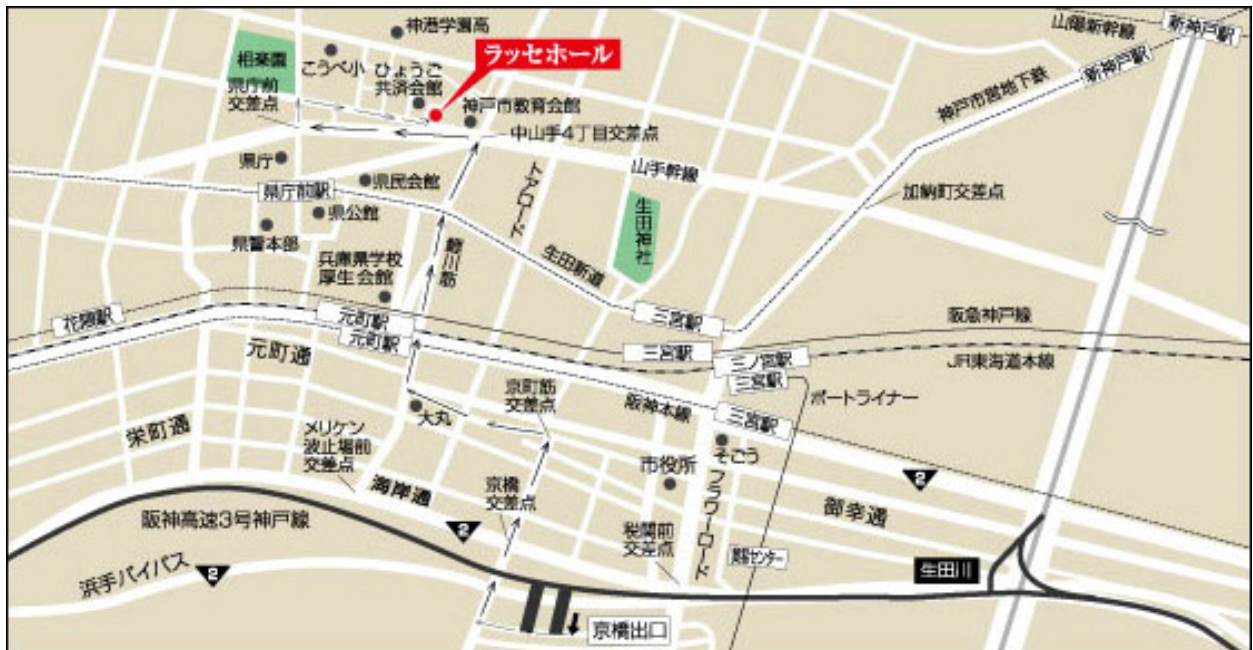 神港学園高
山陽新幹線
新神戸駅
ラッセホール
相楽園
こうべ小
ひょうご
共済会館
新神戸駅
神戸市営地下鉄
県庁前
交差点
神戸市教育会館
中山手4丁目交差点
県庁
山手幹線
県民会館
県庁前駅
トアロード
加納町交差点
県公館
生田神社
県警本部
鯉川筋
生田新道
兵庫県学校
厚生会館
花隈駅
元町駅
三宮駅
阪急神戸線
元町駅
元町通
三宮駅
三ノ宮駅
JR東海道本線
三宮駅
京町筋
交差点
阪神本線
ポートライナー
大丸
三宮駅
栄町通
メリケン
波止場前
交差点
そごう
市役所
2
海岸通
京橋
交差点
フラワーロード
御幸通
阪神高速3号神戸線
2
税関前
交差点
浜手バイパス
2
生田川
京橋出口